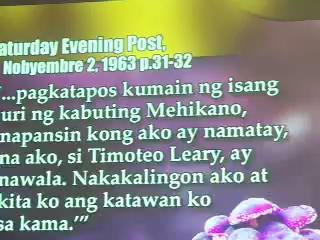 aturday Evening Post,
Nobyembre 2, 1963 p.31-32
"...pagkatapos kumain ng isang
uri ng kabuting Mehikano,
napansin kong ako ay namatay,
na ako, si Timoteo Leary, ay
nawala. Nakakalingon ako at
kita ko ang katawan ko
sa kama.'"